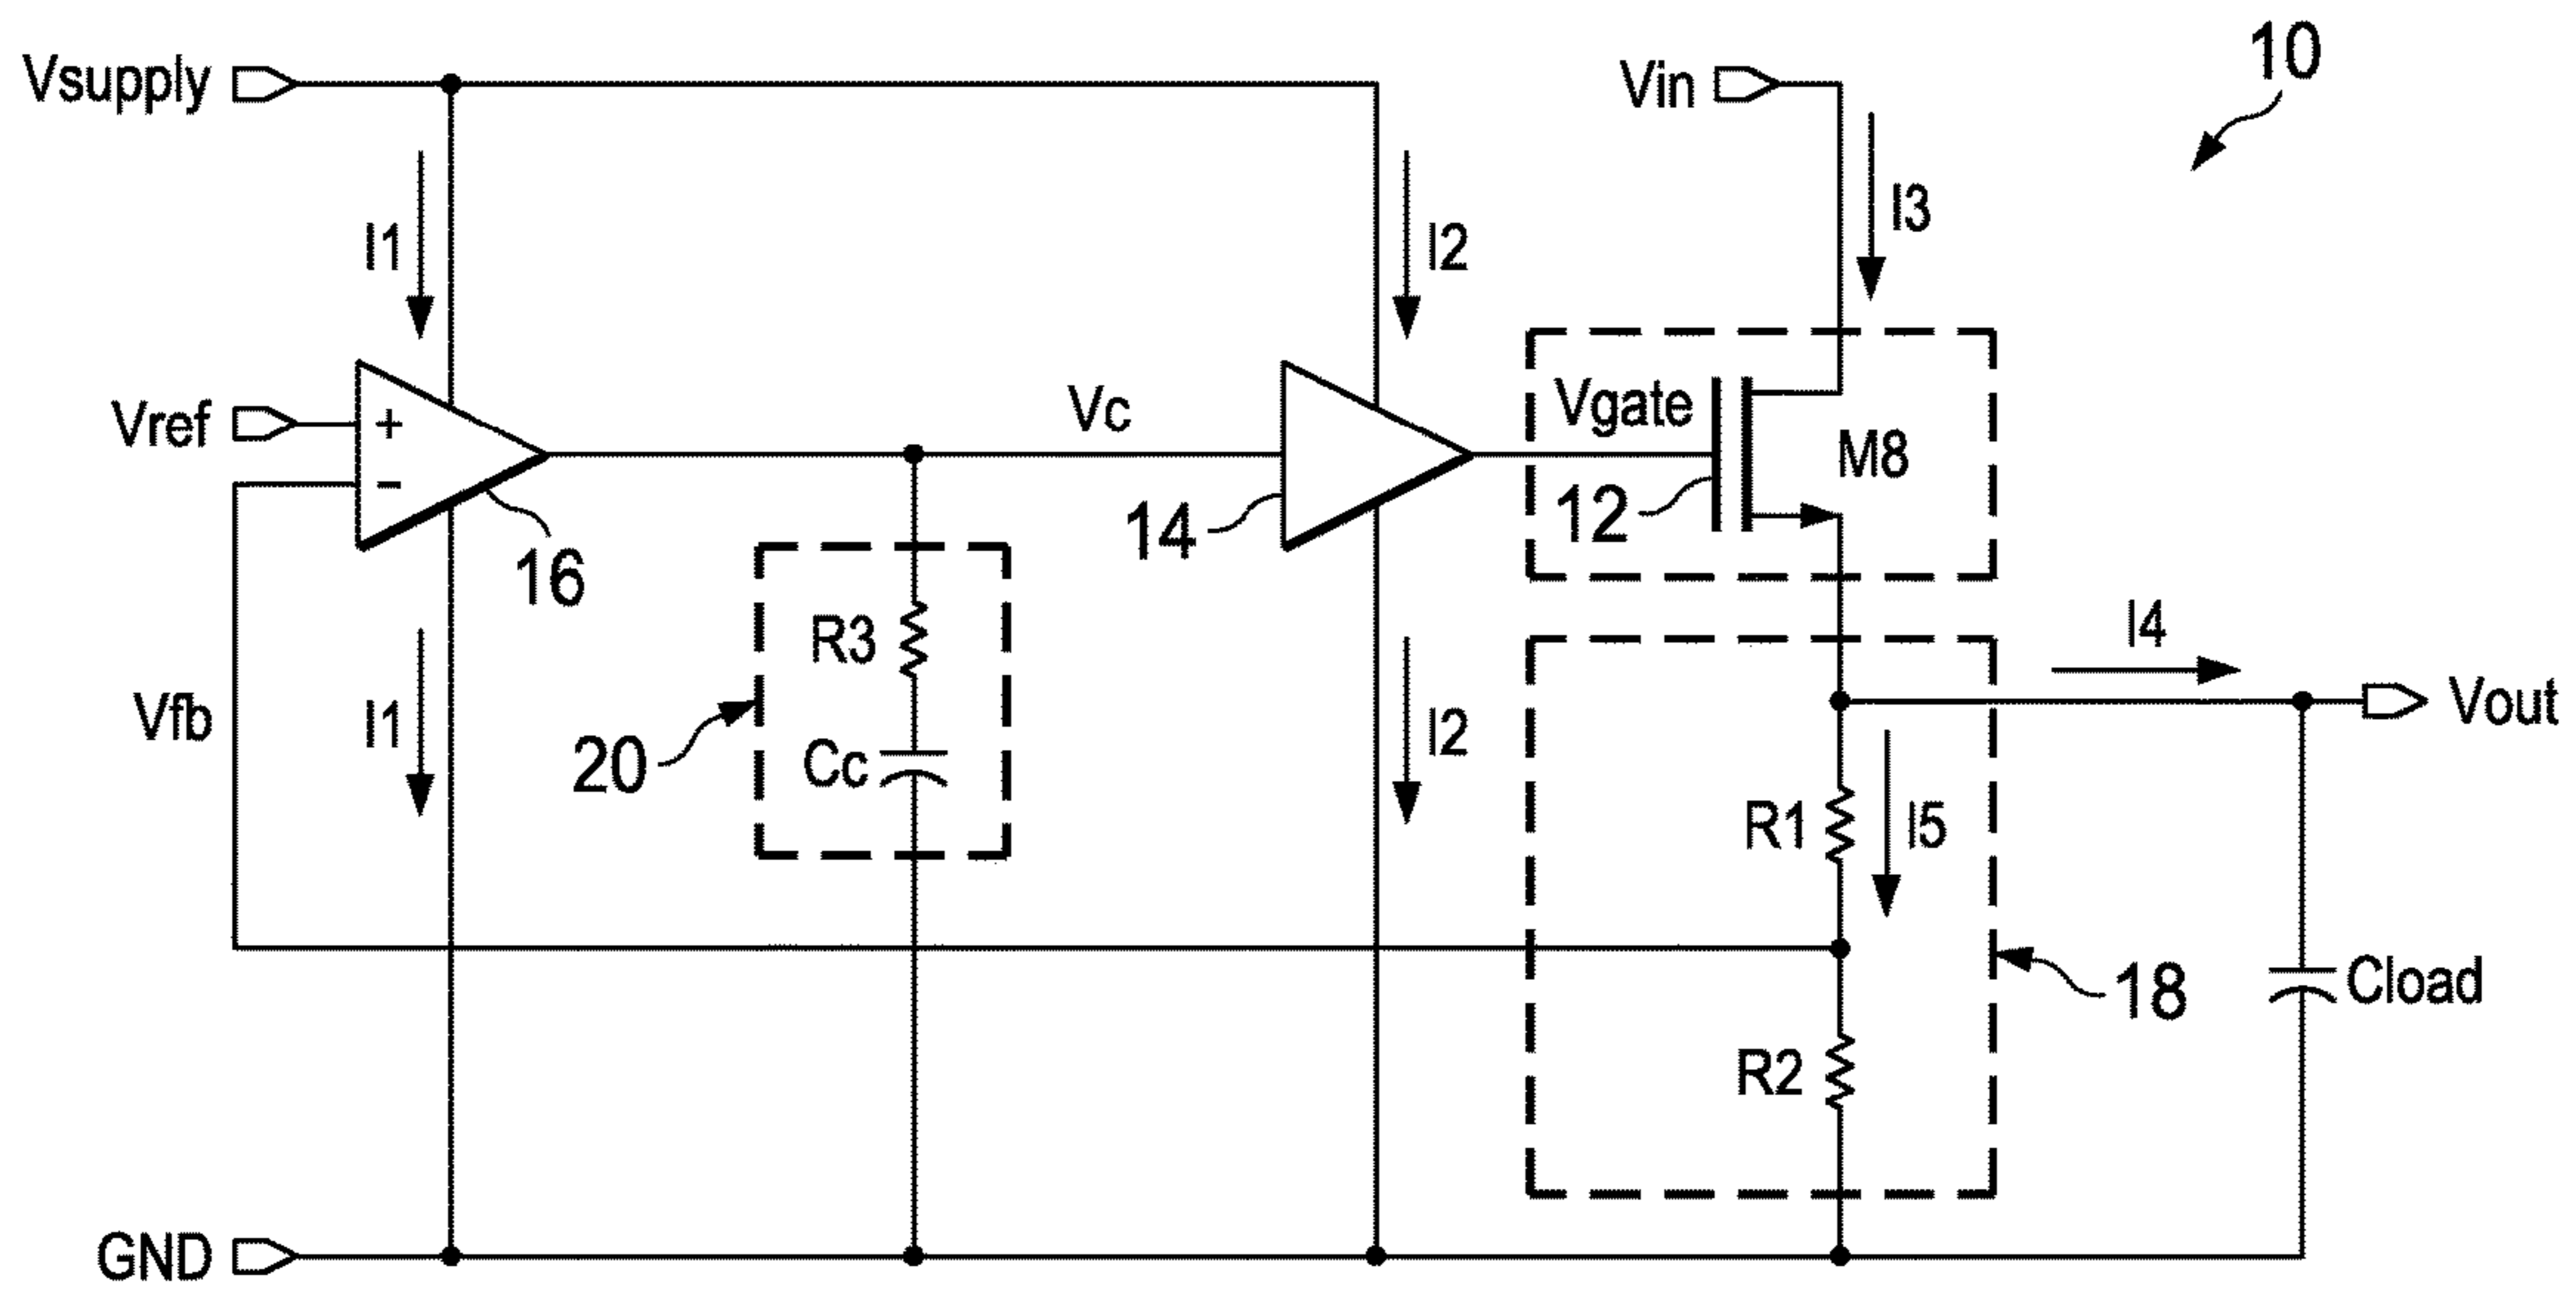 10
Vsupply
Vin
I1
I2
I3
Vref
+
-
Vc
Vgate
M8
12
14
16
R3
Cc
20
Vfb
I1
I2
I4
Vout
R1
I5
R2
18
Cload
GND